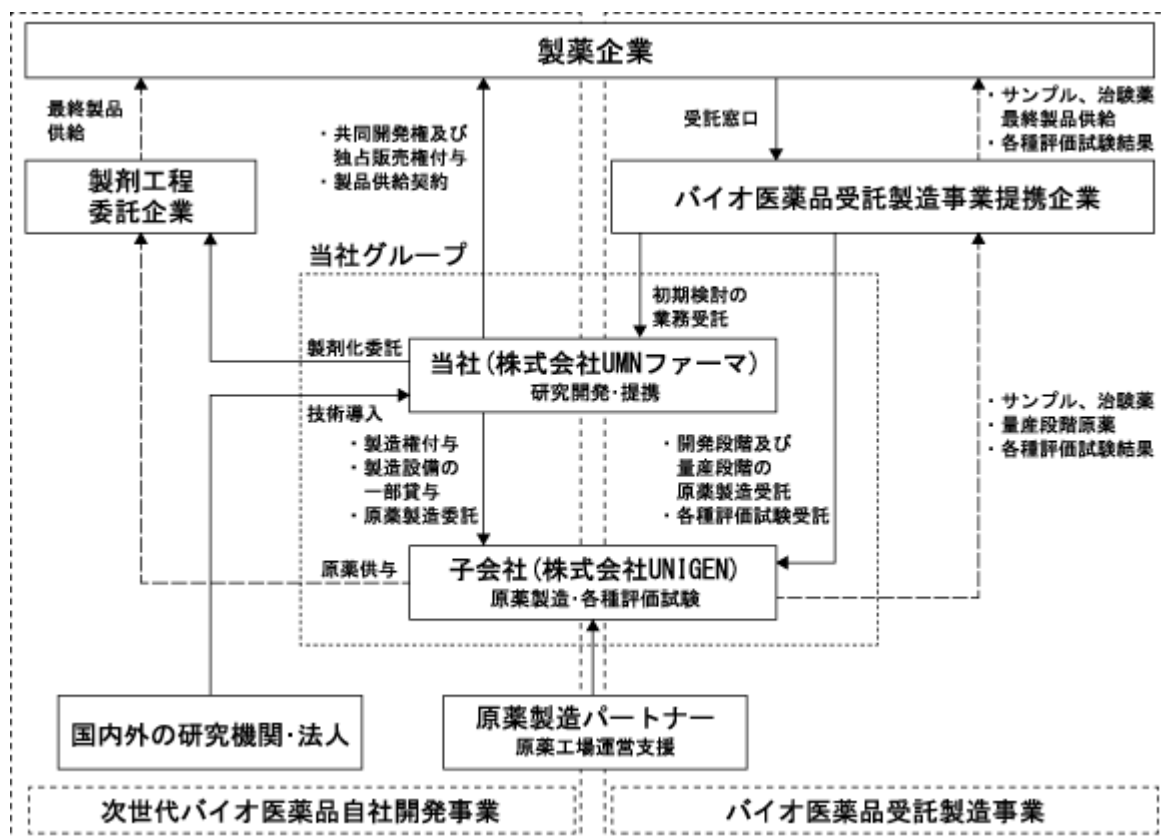 製薬企業
最終製品
供給
・共同開発権及び
独占販売権付与
・製品供給契約
受託窓口
・サンプル、治験薬
最終製品供給
・各種評価試験結果
製剤工程
委託企業
バイオ医薬品受託製造事業提携企業
当社グループ
初期検討の
業務受託
製剤化委託
当社(株式会社UMNファーマ)
研究開発・提携
技術導入
・製造権付与
・製造設備の
一部貸与
・原薬製造委託
・開発段階及び
量産段階の
原薬製造受託
・各種評価試験受託
・サンプル、治験薬
・量産段階原薬
・各種評価試験結果
原薬供与
子会社(株式会社UNIGEN)
原薬製造・各種評価試験
国内外の研究機関・法人
原薬製造パートナー
原薬工場運営支援
次世代バイオ医薬品自社開発事業
バイオ医薬品受託製造事業